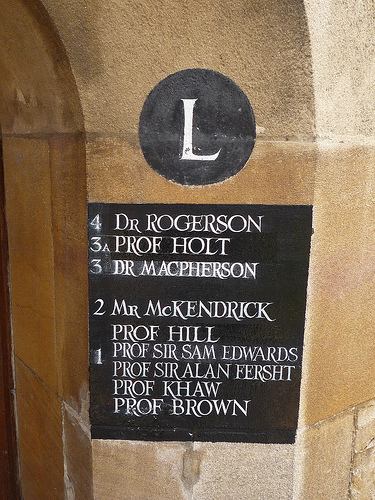 L
4 DR ROGERSON
3A PROF HOLT
3 DR MACPHERSON
2 MR McKENDRICK
PROF HILL
1 PROF SIR SAM EDWARDS
PROF SIR ALAN FERSHT
PROF KHAW
PROF BROWN